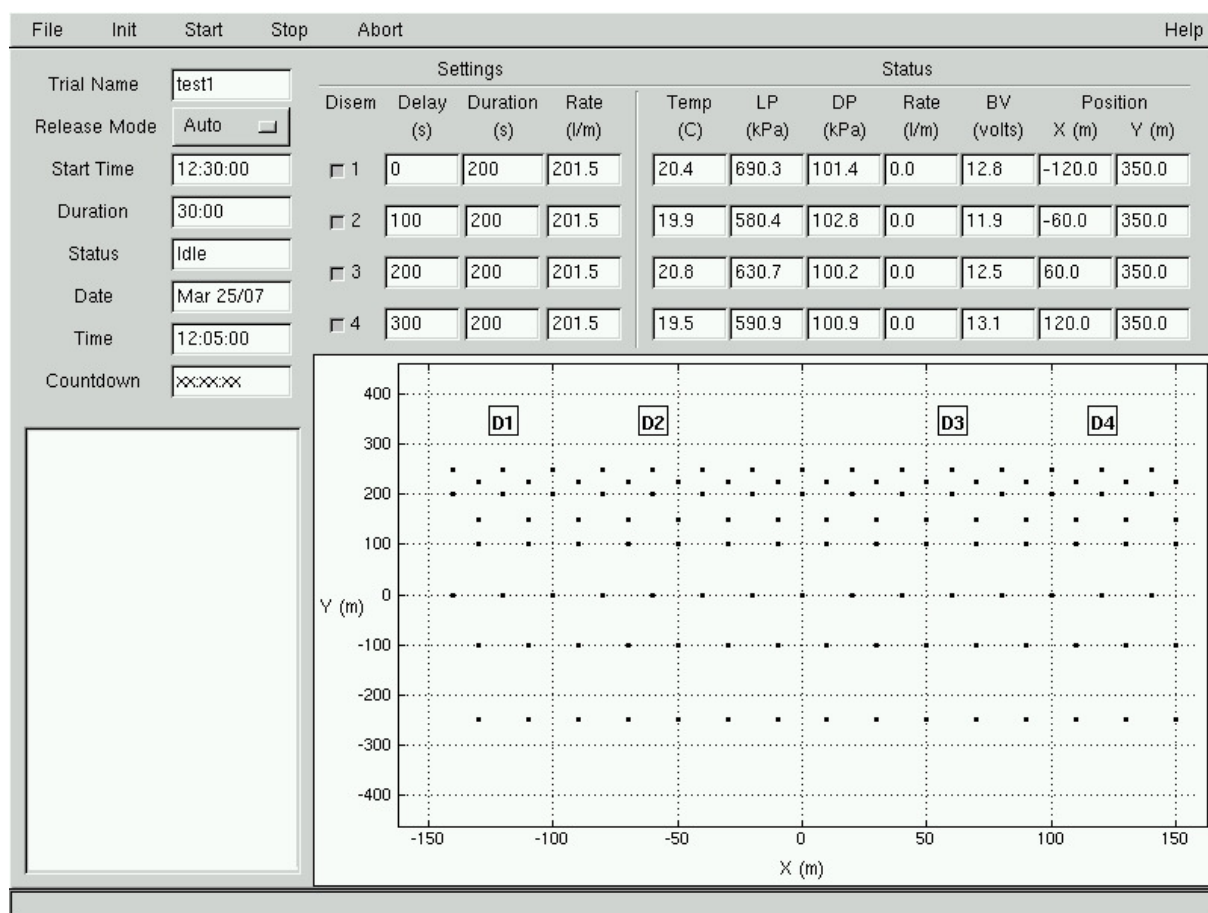 File Init Start Stop Abort Help
Trial Name test1
Release Mode Auto
Start Time 12:30:00
Duration 30:00
Status Idle
Date Mar 25/07
Time 12:05:00
Countdown xx:xx:xx
Settings Status
Disem Delay Duration Rate Temp LP DP Rate BV Position
(s) (s) (l/m) (C) (kPa) (kPa) (l/m) (volts) X (m) Y (m)
1 0 200 201.5 20.4 690.3 101.4 0.0 12.8 -120.0 350.0
2 100 200 201.5 19.9 580.4 102.8 0.0 11.9 -60.0 350.0
3 200 200 201.5 20.8 630.7 100.2 0.0 12.5 60.0 350.0
4 300 200 201.5 19.5 590.9 100.9 0.0 13.1 120.0 350.0
400
D1 D2 D3 D4
300
200
100
0
Y (m)
-100
-200
-300
-400
-150 -100 -50 0 50 100 150
X (m)